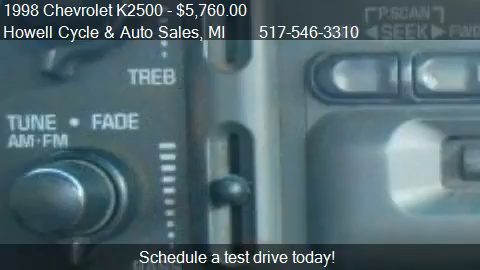 1998 Chevrolet K2500 - $5,760.00
Howell Cycle & Auto Sales, MI 517-546-3310
P.SCAN
SEEK
TREB
TUNE • FADE
AM•FM
Schedule a test drive today!